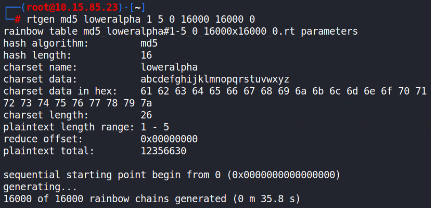 ┌──(root@10.15.85.23)-[~]
└─# rtgen md5 loweralpha 1 5 0 16000 16000 0
rainbow table md5_loweralpha#1-5_0_16000x16000_0.rt parameters
hash algorithm: md5
hash length: 16
charset name: loweralpha
charset data: abcdefghijklmnopqrstuvwxyz
charset data in hex: 61 62 63 64 65 66 67 68 69 6a 6b 6c 6d 6e 6f 70 71
72 73 74 75 76 77 78 79 7a
charset length: 26
plaintext length range: 1 - 5
reduce offset: 0x00000000
plaintext total: 12356630
sequential starting point begin from 0 (0x0000000000000000)
generating...
16000 of 16000 rainbow chains generated (0 m 35.8 s)